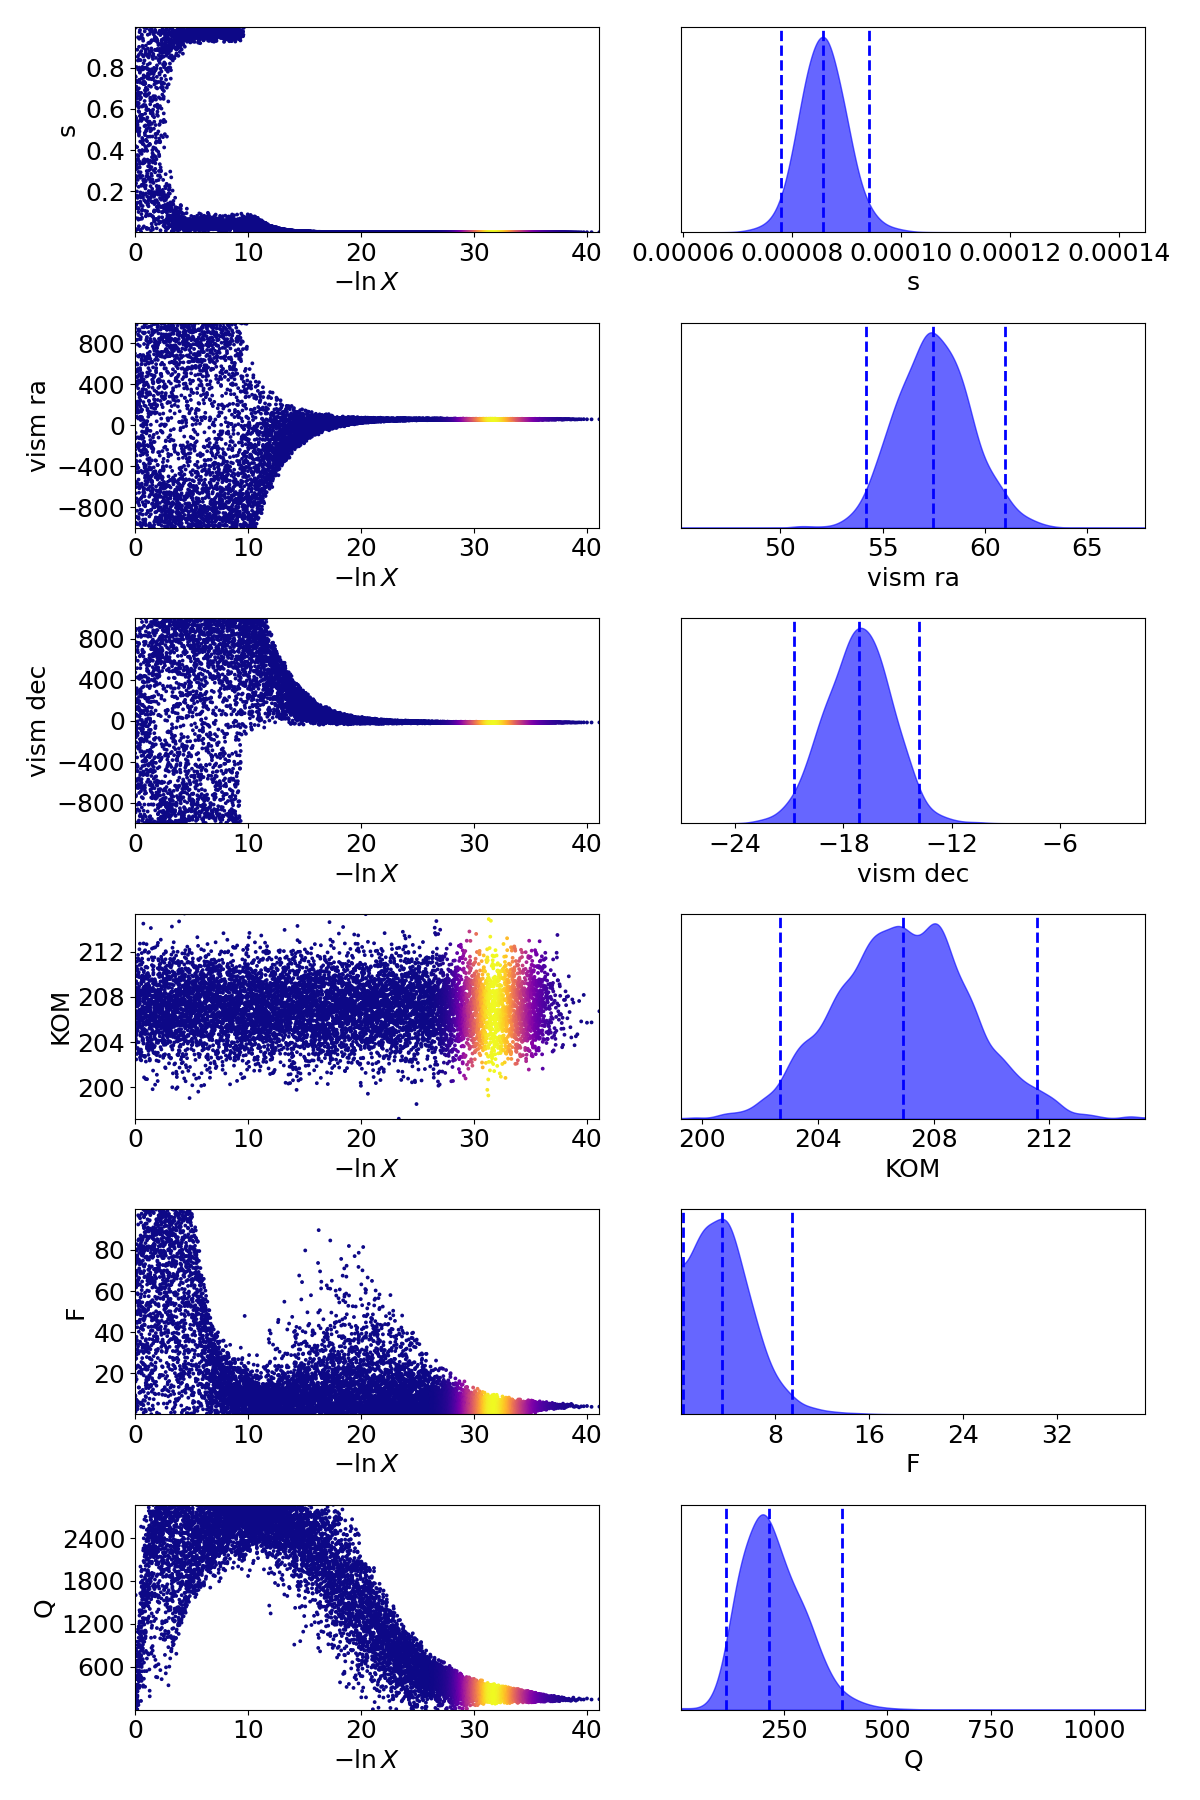 0.8
0.6
0.4
0.2
s
0 10 20 30 40
−ln X
0.00006 0.00008 0.00010 0.00012 0.00014
s
800
400
0
−400
−800
vism ra
0 10 20 30 40
−ln X
50 55 60 65
vism ra
800
400
0
−400
−800
vism dec
0 10 20 30 40
−ln X
−24 −18 −12 −6
vism dec
212
208
204
200
KOM
0 10 20 30 40
−ln X
200 204 208 212
KOM
80
60
40
20
F
0 10 20 30 40
−ln X
8 16 24 32
F
2400
1800
1200
600
Q
0 10 20 30 40
−ln X
250 500 750 1000
Q